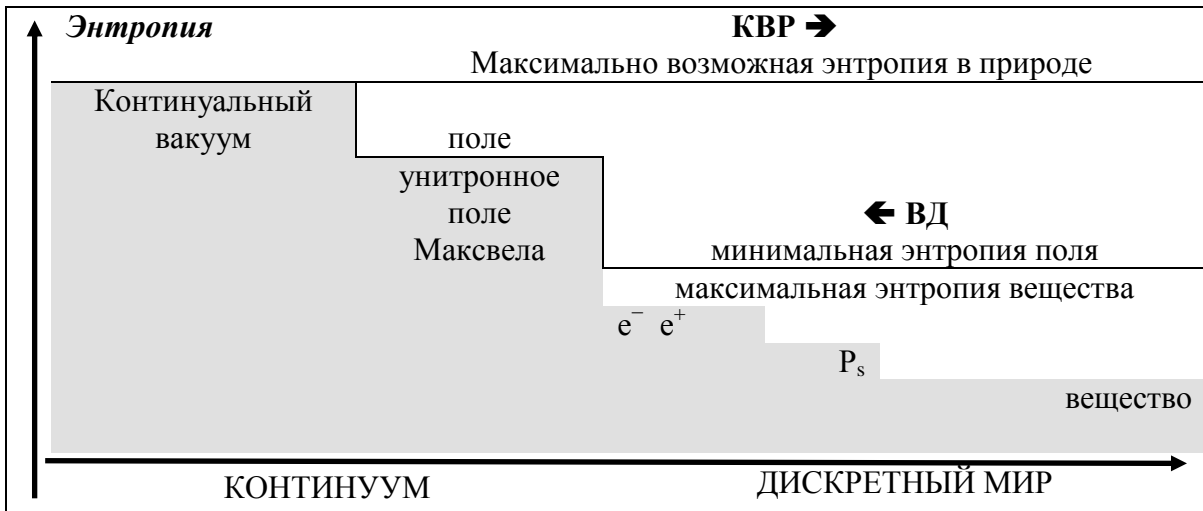 Энтропия
КВР ➔
Максимально возможная энтропия в природе
Континуальный
вакуум
поле
унитронное
поле
Максвела
🡸 ВД
минимальная энтропия поля
максимальная энтропия вещества
e⁻ e⁺
Pₛ
вещество
КОНТИНУУМ
ДИСКРЕТНЫЙ МИР